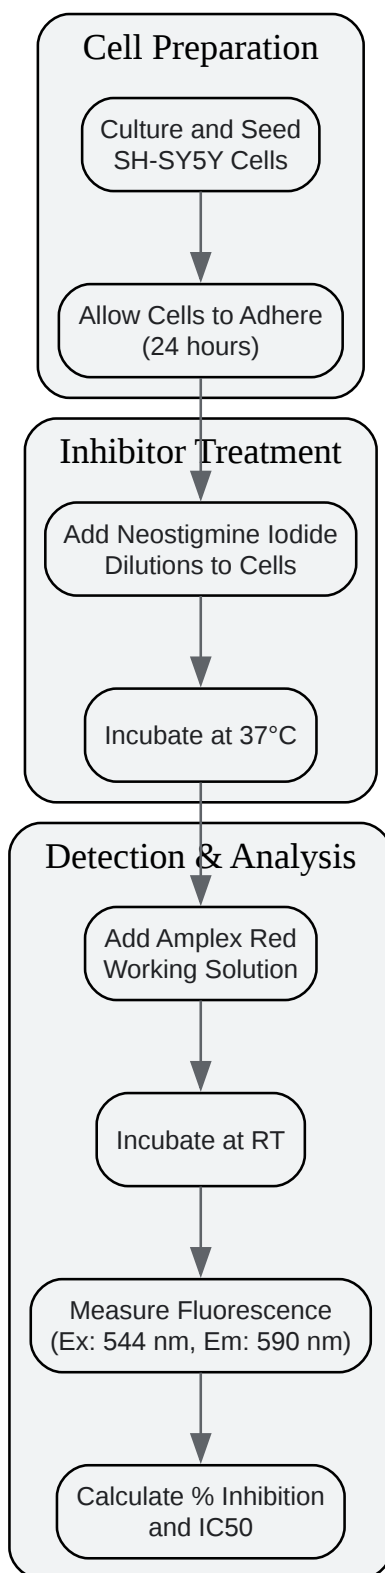 Cell Preparation
Culture and Seed
SH-SY5Y Cells
Allow Cells to Adhere
(24 hours)
Inhibitor Treatment
Add Neostigmine Iodide
Dilutions to Cells
Incubate at 37°C
Detection & Analysis
Add Amplex Red
Working Solution
Incubate at RT
Measure Fluorescence
(Ex: 544 nm, Em: 590 nm)
Calculate % Inhibition
and IC50